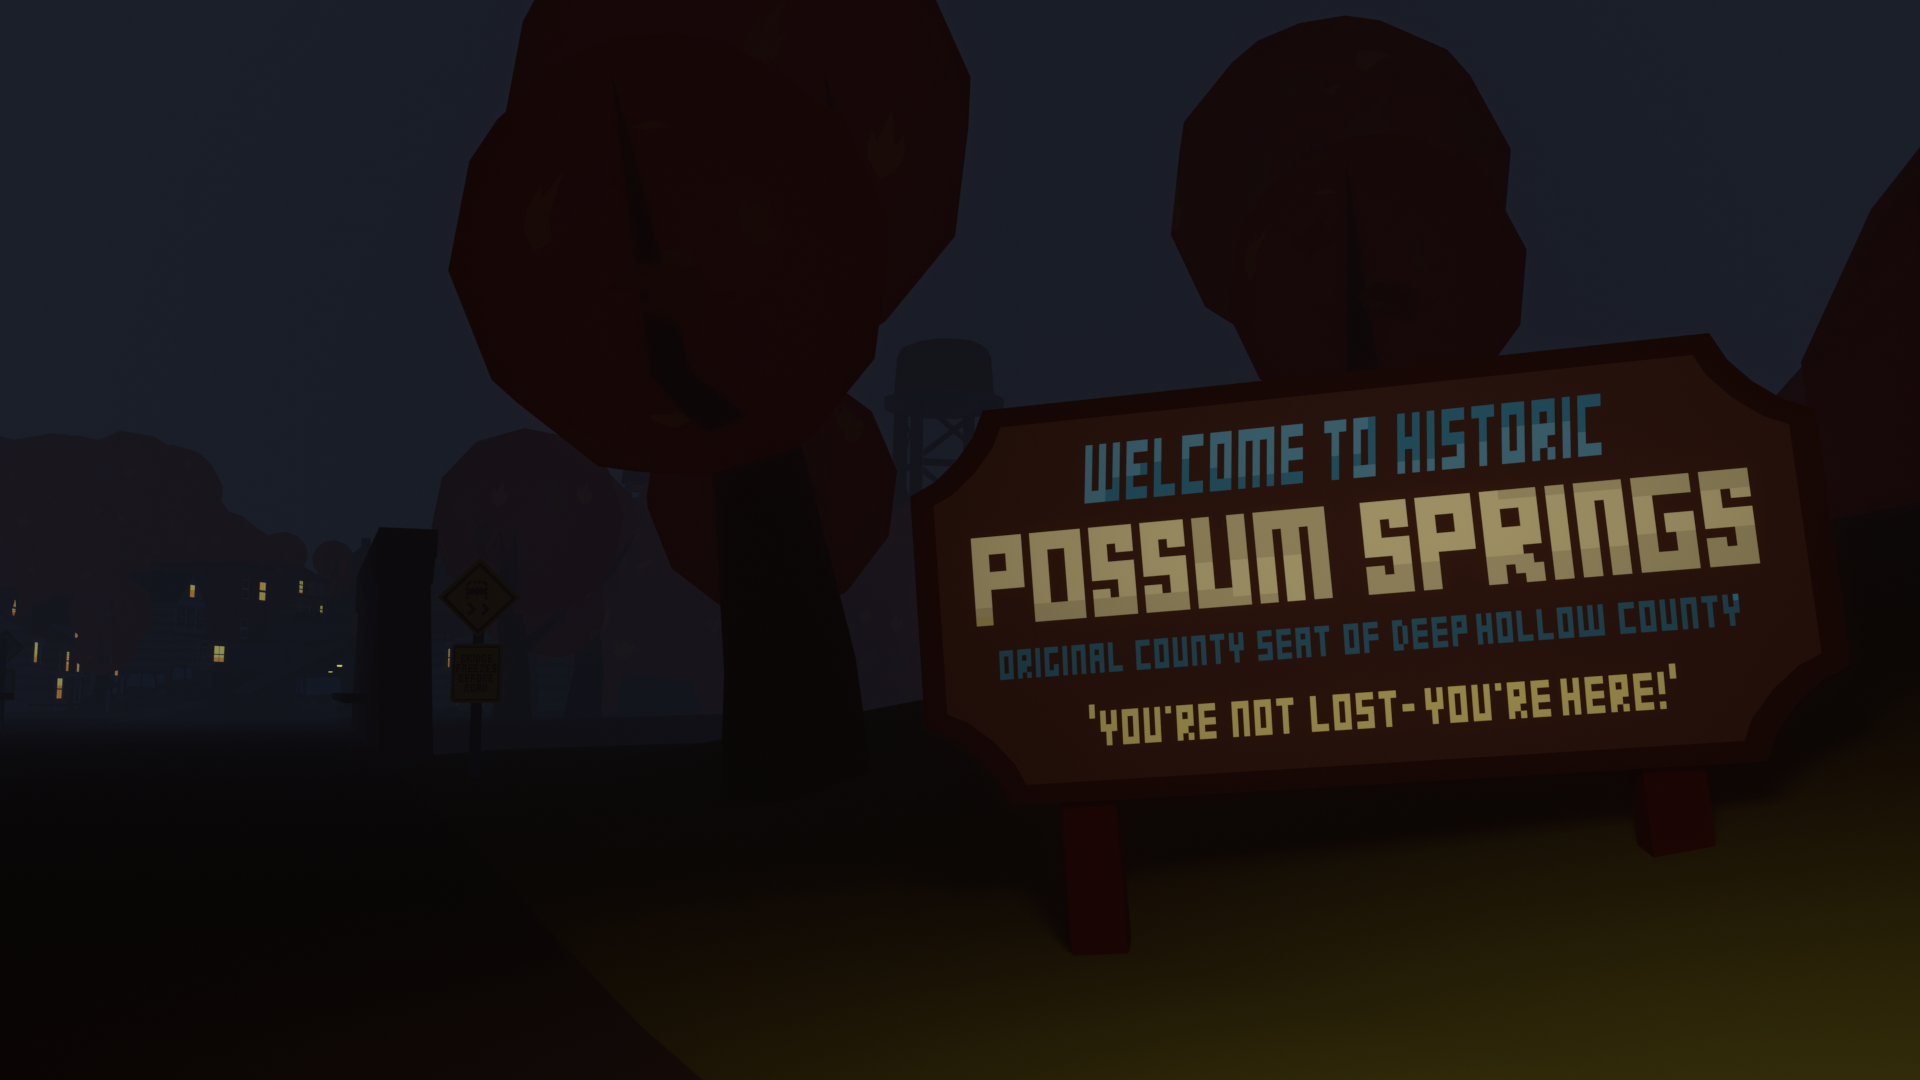 WELCOME TO HISTORIC
POSSUM SPRINGS
ORIGINAL COUNTY SEAT OF DEEP HOLLOW COUNTY
'YOU'RE NOT LOST-YOU'RE HERE!'